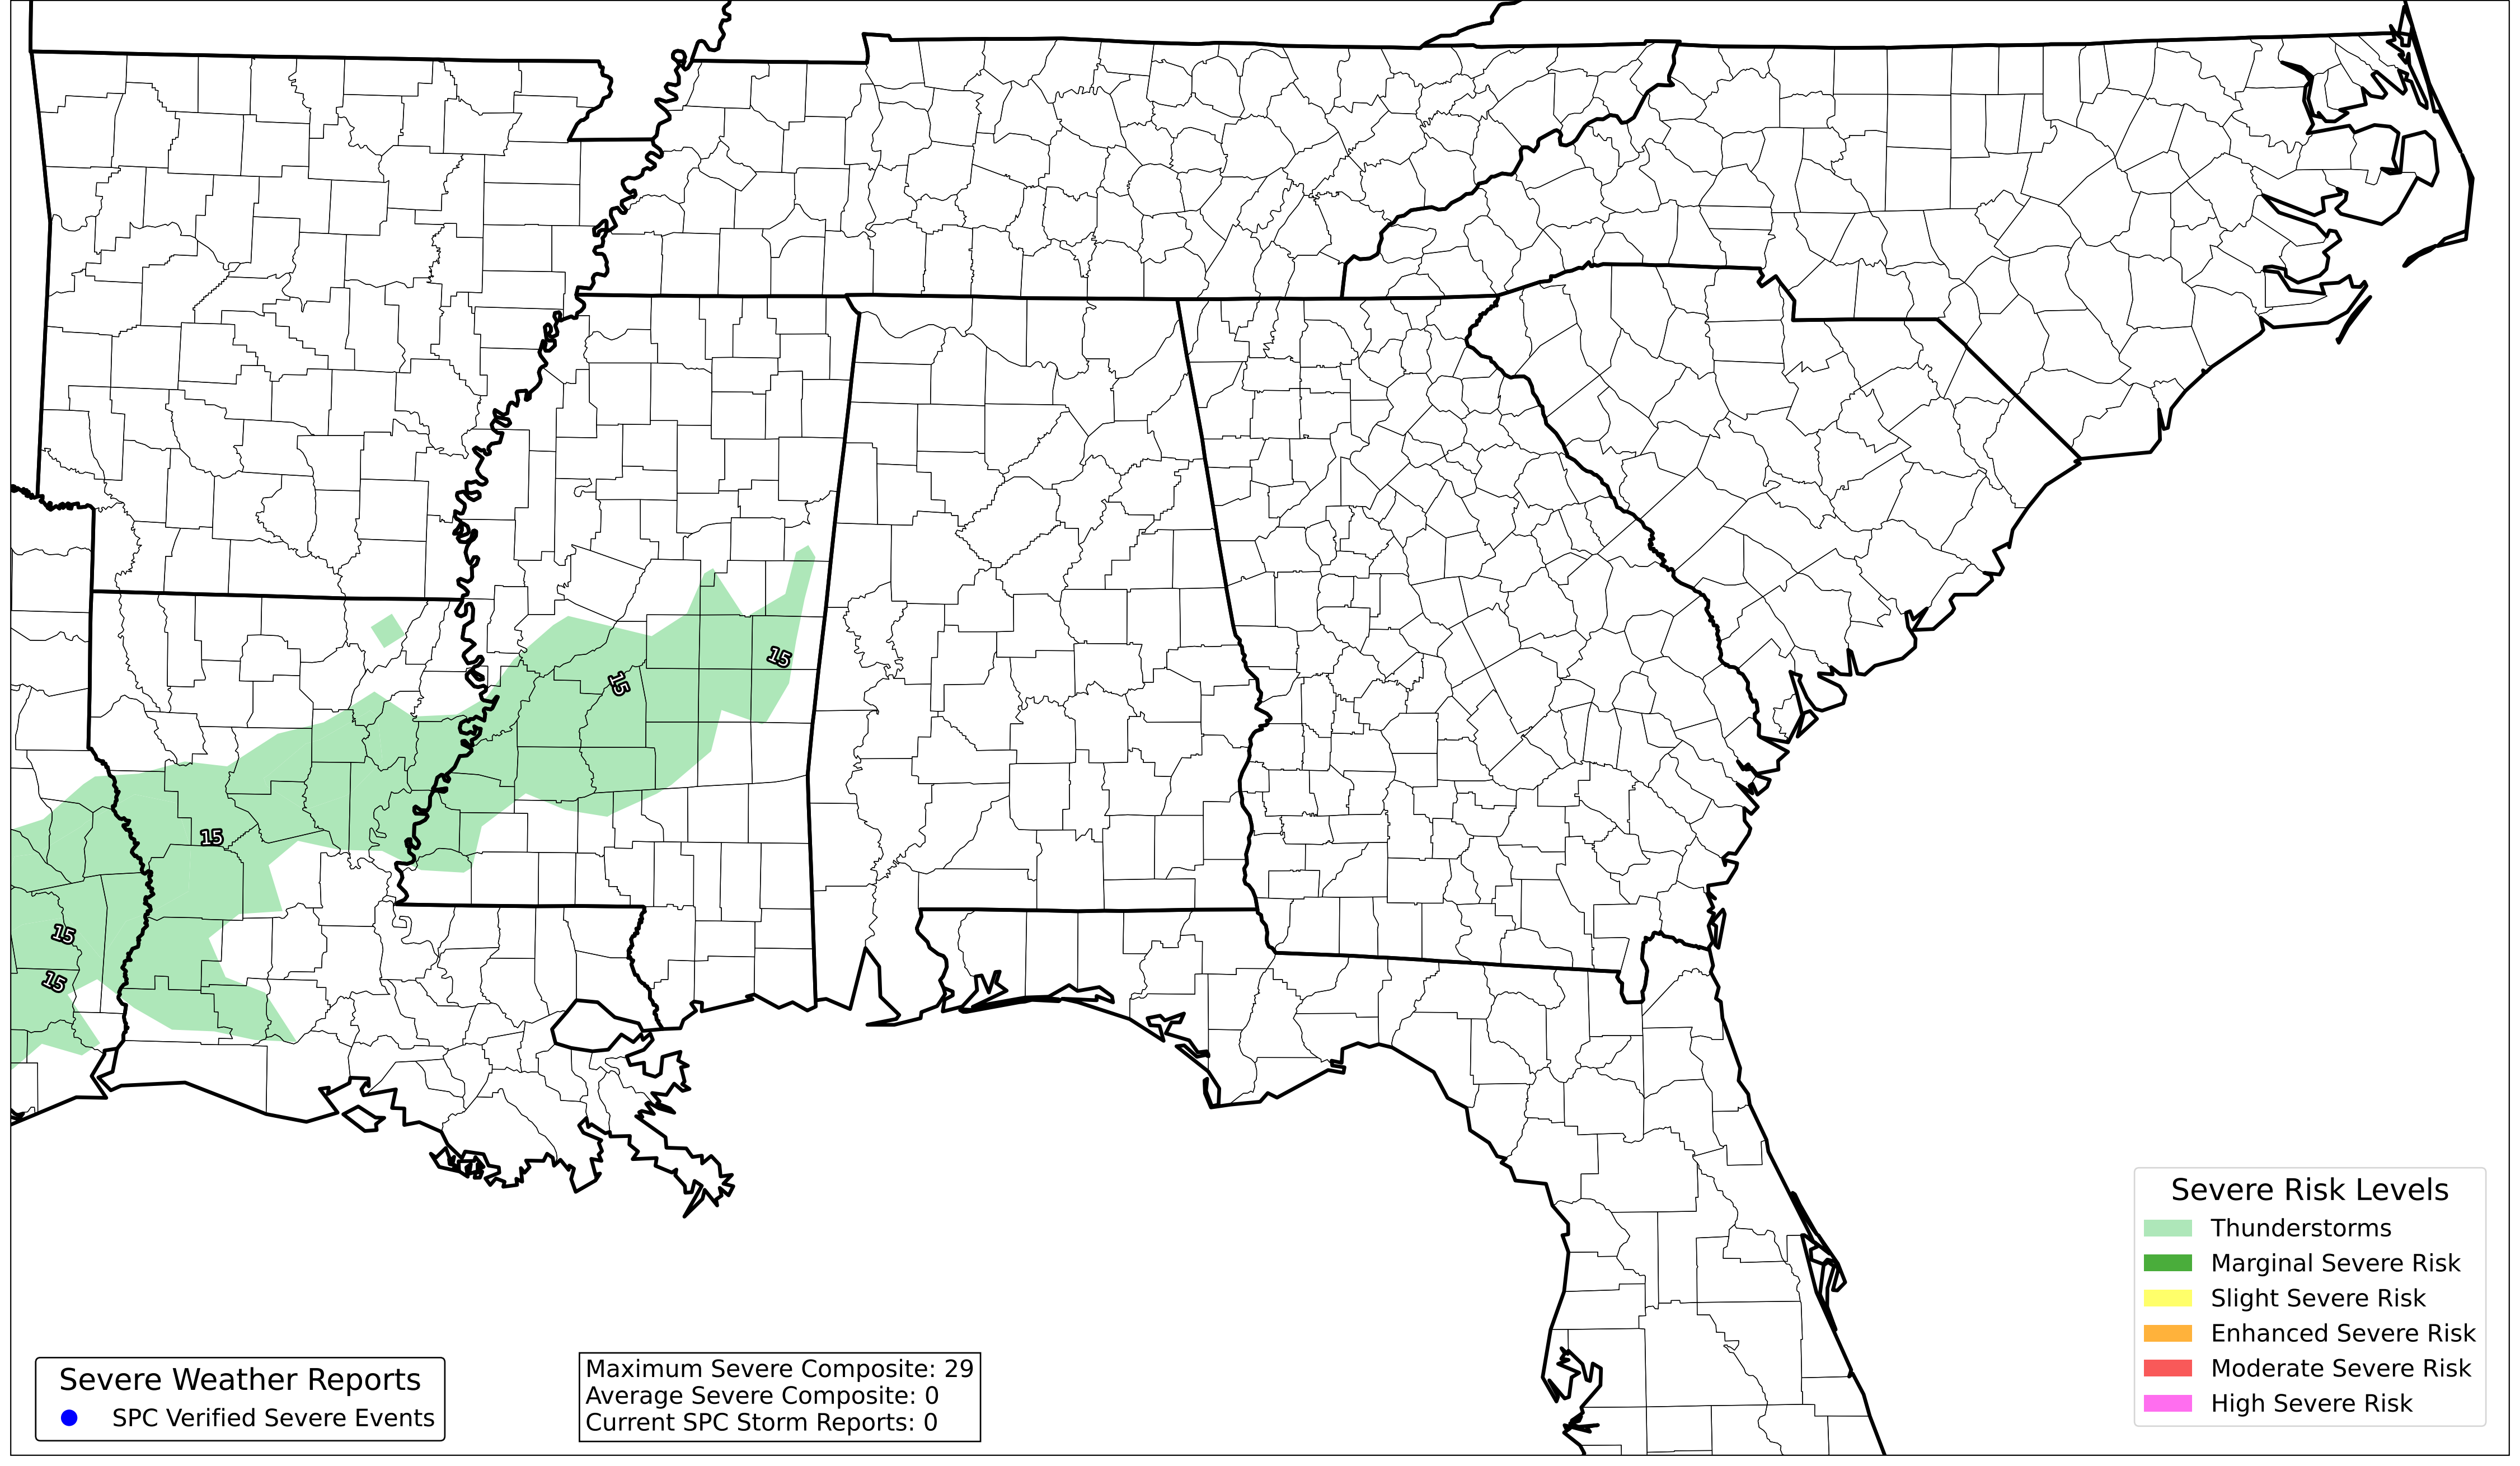 15
15
15
15
15
Severe Risk Levels
Thunderstorms
Marginal Severe Risk
Slight Severe Risk
Enhanced Severe Risk
Moderate Severe Risk
High Severe Risk
Severe Weather Reports
SPC Verified Severe Events
Maximum Severe Composite: 29
Average Severe Composite: 0
Current SPC Storm Reports: 0